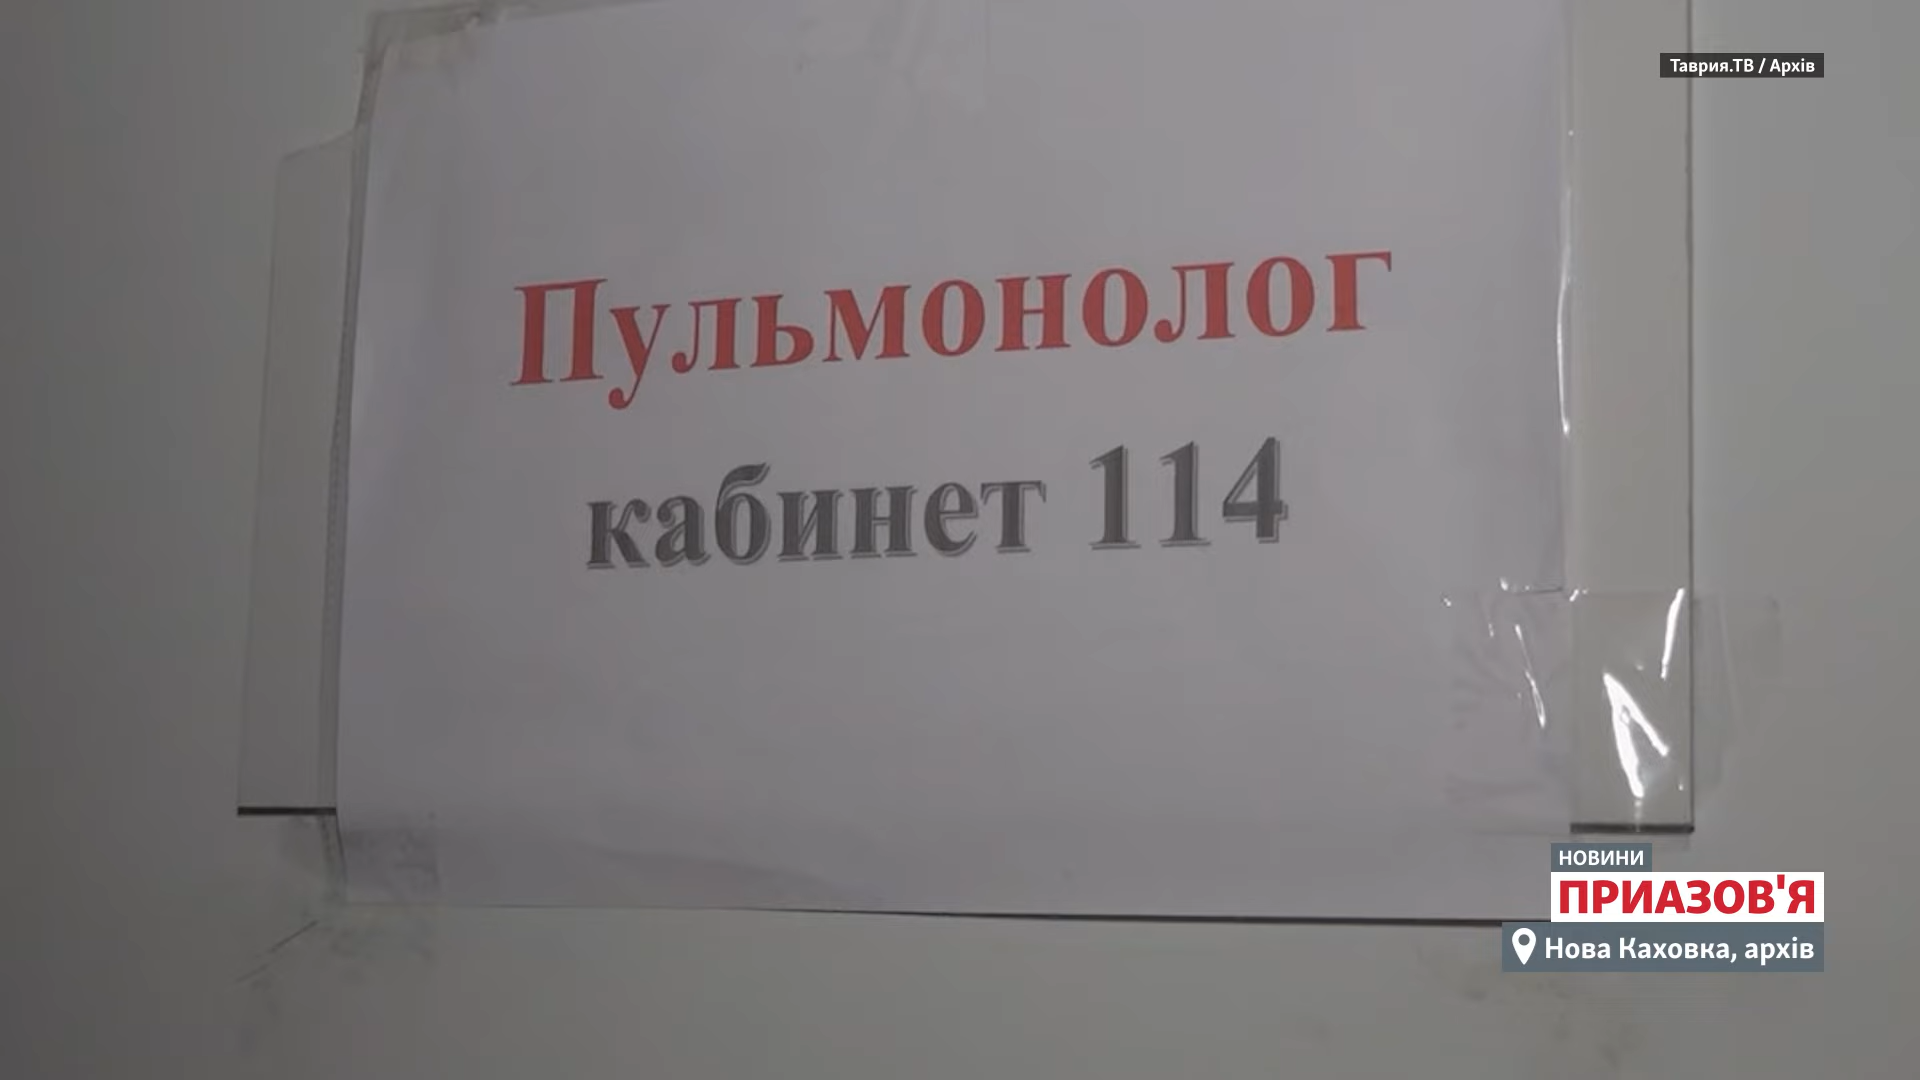 Таврия.ТВ / Архів
Пульмонолог
кабинет 114
НОВИНИ
ПРИАЗОВ'Я
Нова Каховка, архів